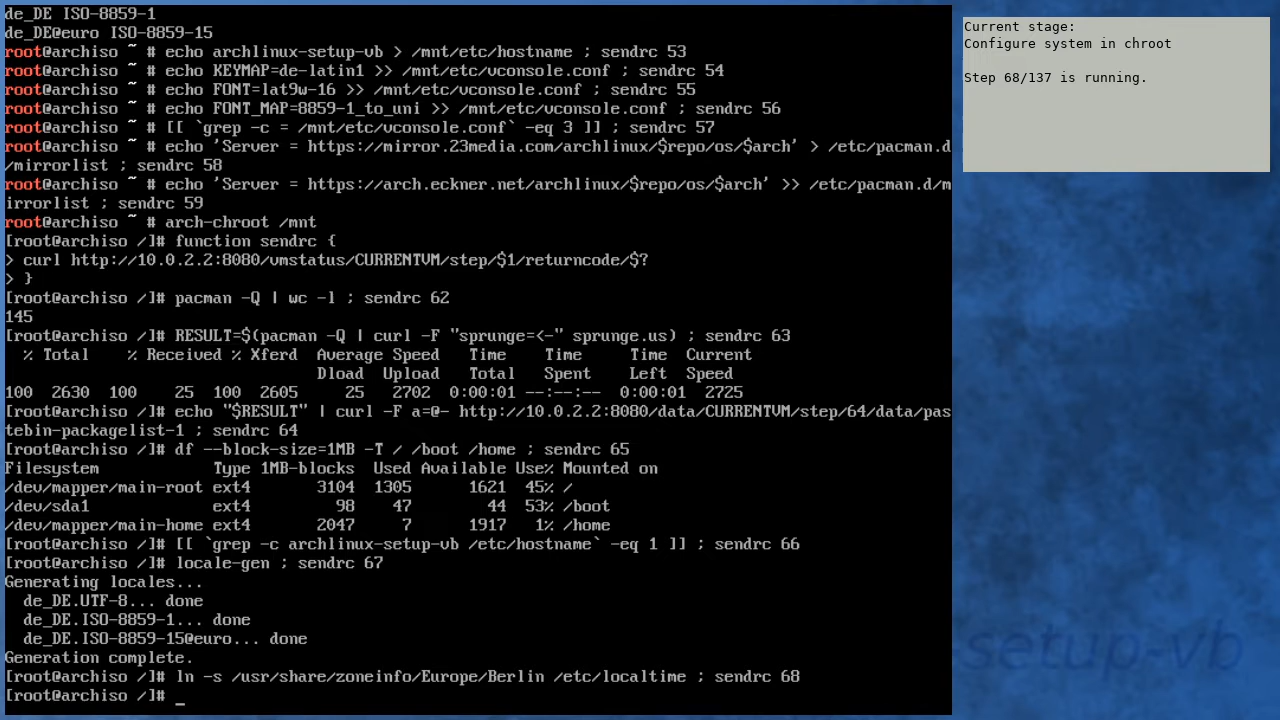 de_DE ISO-8859-1
de_DE@euro ISO-8859-15
root@archiso ~ # echo archlinux-setup-vb > /mnt/etc/hostname ; sendrc 53
root@archiso ~ # echo KEYMAP=de-latin1 >> /mnt/etc/vconsole.conf ; sendrc 54
root@archiso ~ # echo FONT=lat9w-16 >> /mnt/etc/vconsole.conf ; sendrc 55
root@archiso ~ # echo FONT_MAP=8859-1_to_uni >> /mnt/etc/vconsole.conf ; sendrc 56
root@archiso ~ # [[ `grep -c = /mnt/etc/vconsole.conf` -eq 3 ]] ; sendrc 57
root@archiso ~ # echo 'Server = https://mirror.23media.com/archlinux/$repo/os/$arch' > /etc/pacman.d
/mirrorlist ; sendrc 58
root@archiso ~ # echo 'Server = https://arch.eckner.net/archlinux/$repo/os/$arch' >> /etc/pacman.d/m
irrorlist ; sendrc 59
root@archiso ~ # arch-chroot /mnt
[root@archiso /]# function sendrc {
> curl http://10.0.2.2:8080/vmstatus/CURRENTVM/step/$1/returncode/$?
> }
[root@archiso /]# pacman -Q | wc -l ; sendrc 62
145
[root@archiso /]# RESULT=$(pacman -Q | curl -F "sprunge=<-" sprunge.us) ; sendrc 63
  % Total    % Received % Xferd  Average Speed   Time    Time     Time  Current
                                 Dload  Upload   Total   Spent    Left  Speed
100  2630  100    25  100  2605     25   2702  0:00:01 --:--:--  0:00:01  2725
[root@archiso /]# echo "$RESULT" | curl -F a=@- http://10.0.2.2:8080/data/CURRENTVM/step/64/data/pas
tebin-packagelist-1 ; sendrc 64
[root@archiso /]# df --block-size=1MB -T / /boot /home ; sendrc 65
Filesystem            Type 1MB-blocks  Used Available Use% Mounted on
/dev/mapper/main-root ext4       3104  1305      1621  45% /
/dev/sda1             ext4         98    47        44  53% /boot
/dev/mapper/main-home ext4       2047     7      1917   1% /home
[root@archiso /]# [[ `grep -c archlinux-setup-vb /etc/hostname` -eq 1 ]] ; sendrc 66
[root@archiso /]# locale-gen ; sendrc 67
Generating locales...
  de_DE.UTF-8... done
  de_DE.ISO-8859-1... done
  de_DE.ISO-8859-15@euro... done
Generation complete.
[root@archiso /]# ln -s /usr/share/zoneinfo/Europe/Berlin /etc/localtime ; sendrc 68
[root@archiso /]# _
Current stage:
Configure system in chroot
Step 68/137 is running.
setup-vb